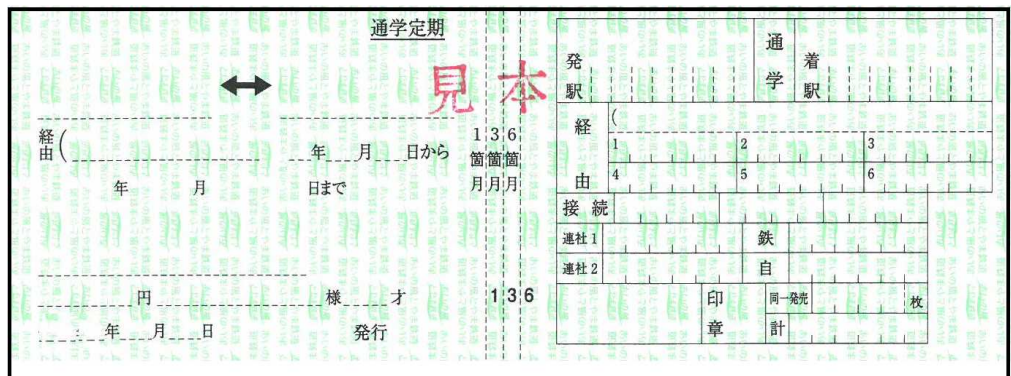 通学定期
見本
経由(
年 月 日から
年 月 日まで
1 3 6
箇 箇 箇
月 月 月
円 様 才
1 3 6
年 月 日 発行
発駅
通学
着駅
経由
(
1 2 3
4 5 6
接続
連社1 鉄
連社2 自
印章
同一発売 枚
計